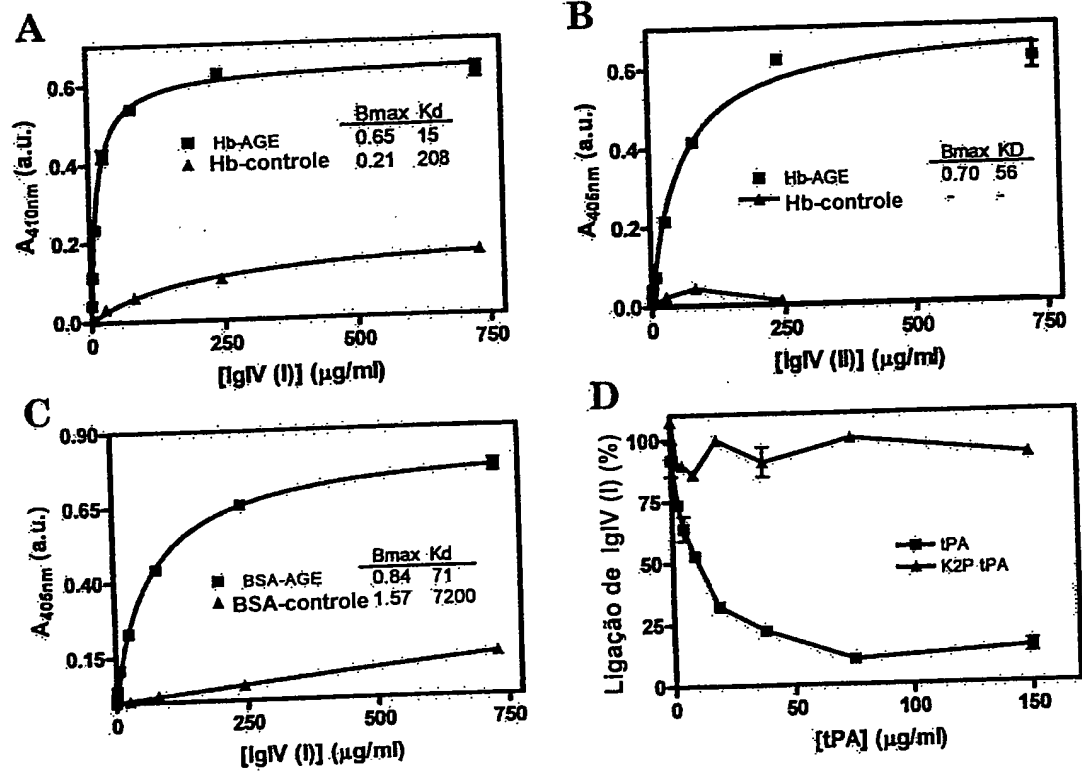 A
0.6
0.4
0.2
0.0
A410nm (a.u.)
Bmax Kd
Hb-AGE 0.65 15
Hb-controle 0.21 208
0 250 500 750
[IgIV (I)] (µg/ml)
B
0.6
0.4
0.2
0.0
A405nm (a.u.)
Bmax KD
Hb-AGE 0.70 56
Hb-controle - -
0 250 500 750
[IgIV (II)] (µg/ml)
C
0.90
0.65
0.40
0.15
A405nm (a.u.)
Bmax Kd
BSA-AGE 0.84 71
BSA-controle 1.57 7200
0 250 500 750
[IgIV (I)] (µg/ml)
D
100
75
50
25
0
Ligação de IgIV (I) (%)
tPA
K2P tPA
0 50 100 150
[tPA] (µg/ml)